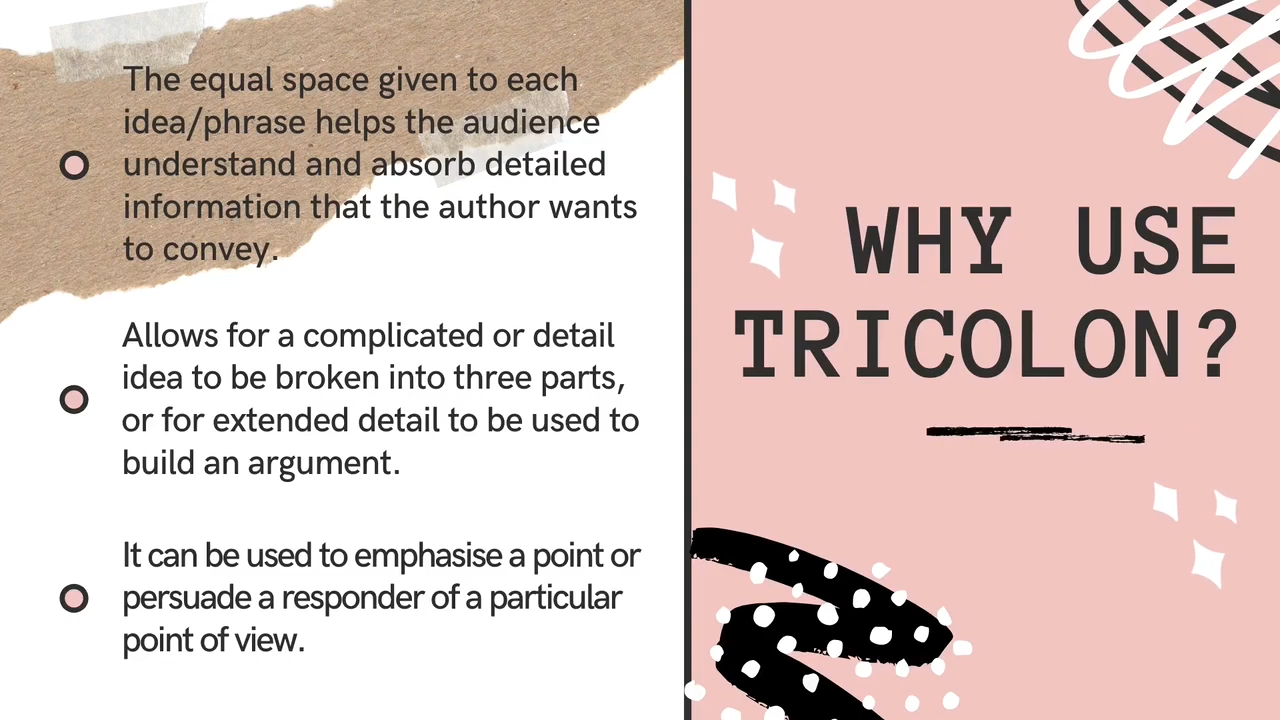 The equal space given to each
idea/phrase helps the audience
understand and absorb detailed
information that the author wants
to convey.
Allows for a complicated or detail
idea to be broken into three parts,
or for extended detail to be used to
build an argument.
It can be used to emphasise a point or
persuade a responder of a particular
point of view.
WHY USE
TRICOLON?